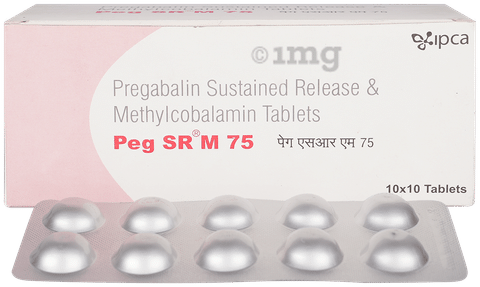 ipca
©1mg
Pregabalin Sustained Release &
Methylcobalamin Tablets
Peg SR® M 75 पेग एसआर एम 75
10x10 Tablets